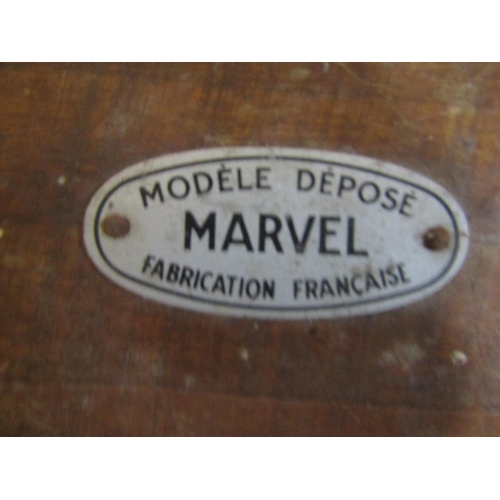 MODÈLE DÉPOSÉ
MARVEL
FABRICATION FRANÇAISE